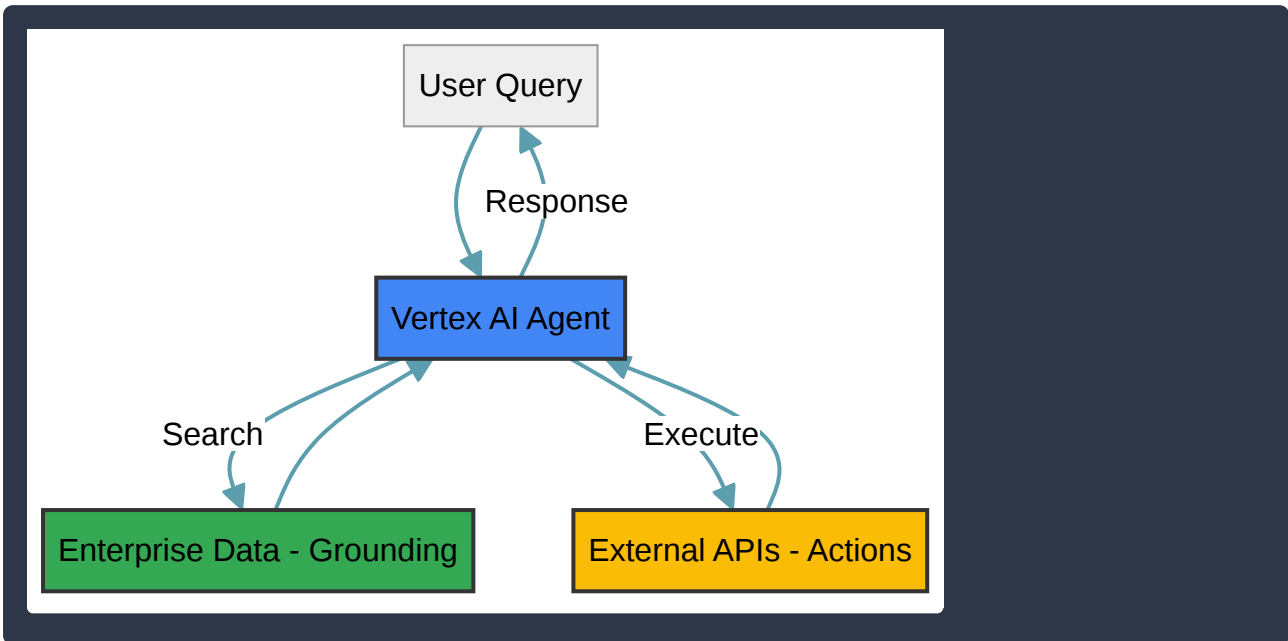 User Query
Response
Vertex AI Agent
Search
Execute
Enterprise Data - Grounding
External APIs - Actions